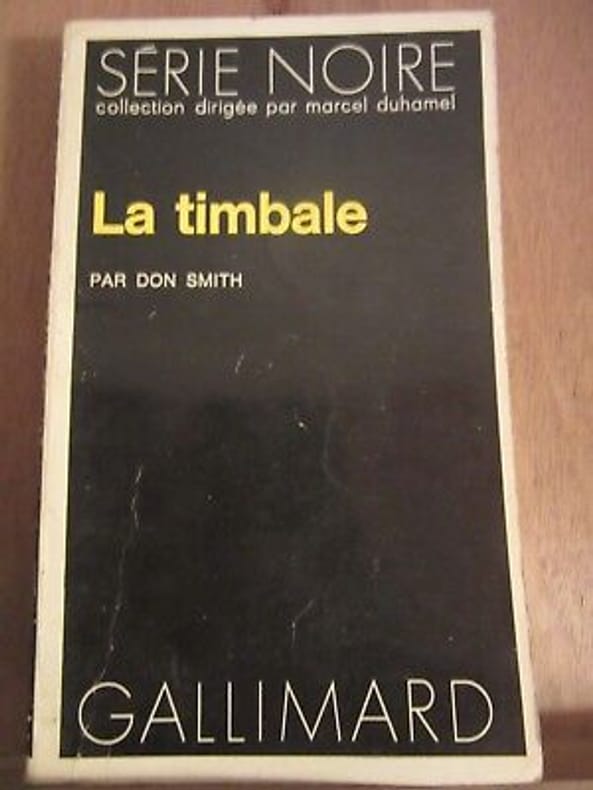 SÉRIE NOIRE
collection dirigée par marcel duhamel
La timbale
PAR DON SMITH
GALLIMARD